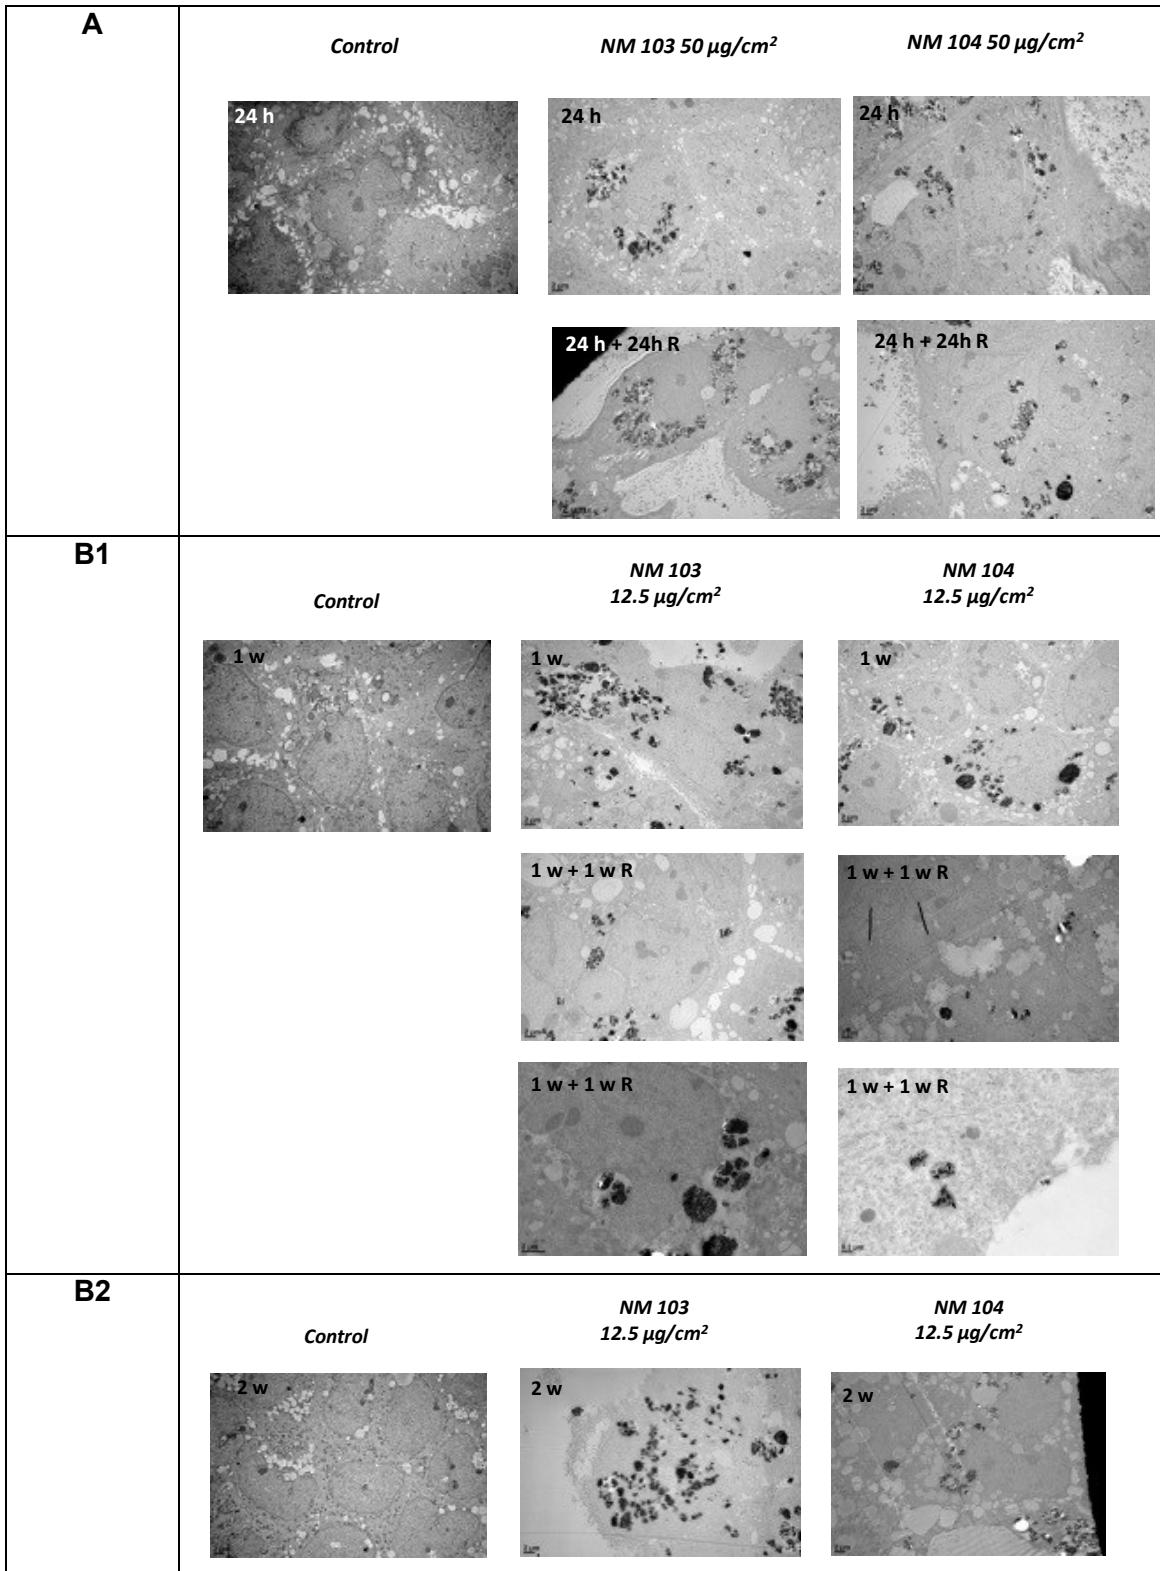 A
Control
NM 103 50 µg/cm²
NM 104 50 µg/cm²
24 h
24 h
24 h
24 h + 24h R
24 h + 24h R
B1
Control
NM 103
12.5 µg/cm²
NM 104
12.5 µg/cm²
1 w
1 w
1 w
1 w + 1 w R
1 w + 1 w R
1 w + 1 w R
1 w + 1 w R
B2
Control
NM 103
12.5 µg/cm²
NM 104
12.5 µg/cm²
2 w
2 w
2 w